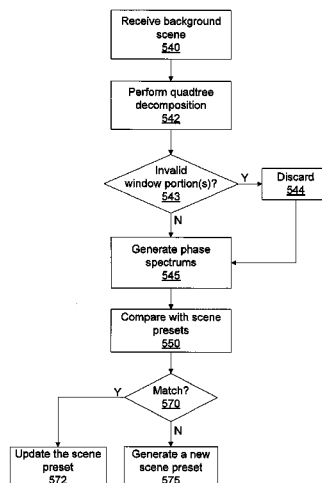 Receive background
scene
540
Perform quadtree
decomposition
542
Invalid
window portion(s)?
543
Y
Discard
544
N
Generate phase
spectrums
545
Compare with scene
presets
550
Match?
570
Y
N
Update the scene
preset
572
Generate a new
scene preset
575